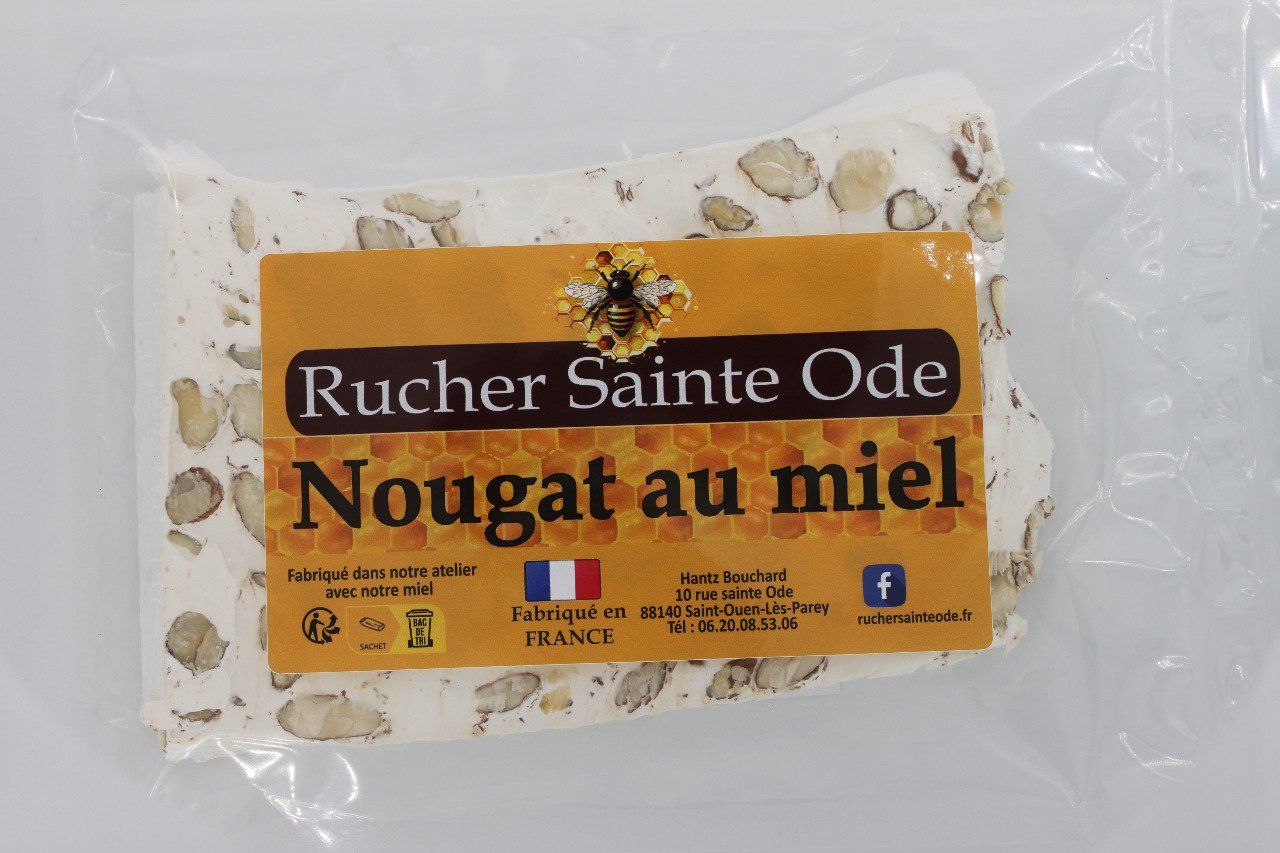 Rucher Sainte Ode
Nougat au miel
Fabriqué dans notre atelier
avec notre miel
SACHET
BAC
DE
TRI
Fabriqué en
FRANCE
Hantz Bouchard
10 rue sainte Ode
88140 Saint-Ouen-Lès-Parey
Tél : 06.20.08.53.06
f
ruchersainteode.fr